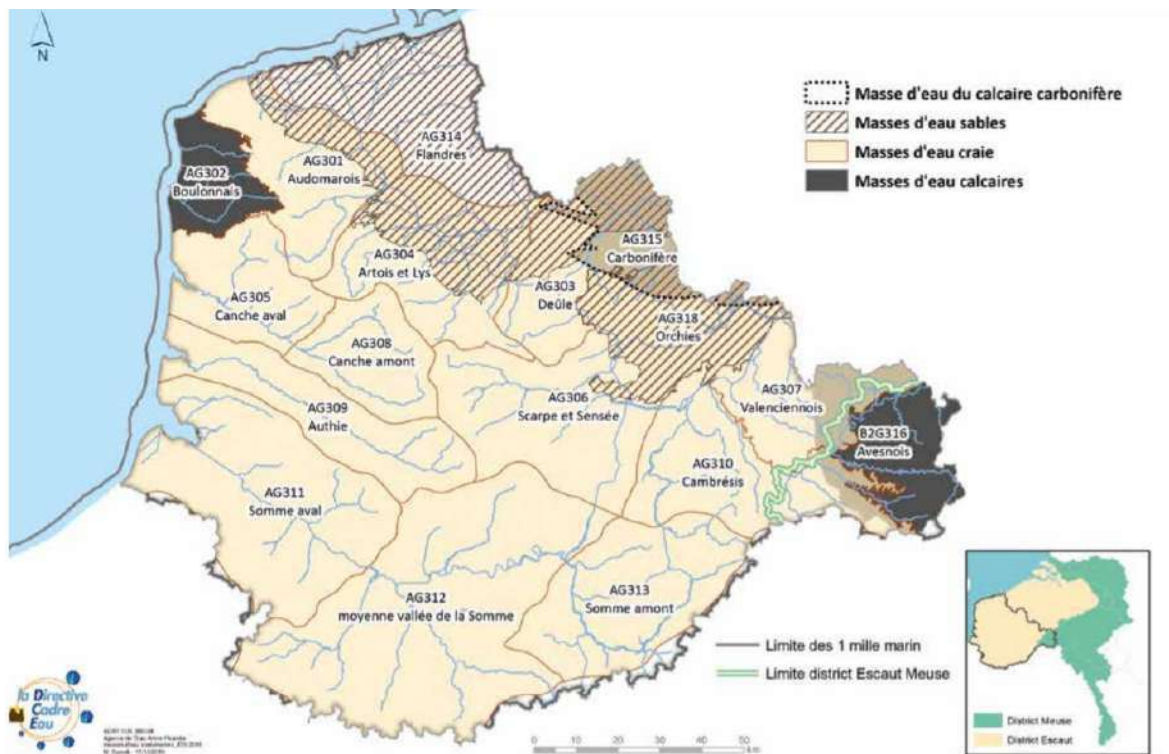 N
Masse d'eau du calcaire carbonifère
Masses d'eau sables
Masses d'eau craie
Masses d'eau calcaires
AG314
Flandres
AG301
Audomarois
AG302
Boulonnais
AG315
Carbonifère
AG304
Artois et Lys
AG303
Deûle
AG305
Canche aval
AG318
Orchies
AG308
Canche amont
AG307
Valenciennois
AG306
Scarpe et Sensée
AG309
Authie
B2G316
Avesnois
AG310
Cambrésis
AG311
Somme aval
AG313
Somme amont
AG312
moyenne vallée de la Somme
Limite des 1 mille marin
Limite district Escaut Meuse
District Meuse
District Escaut
la Directive
Cadre
Eau
0 10 20 30 40 50